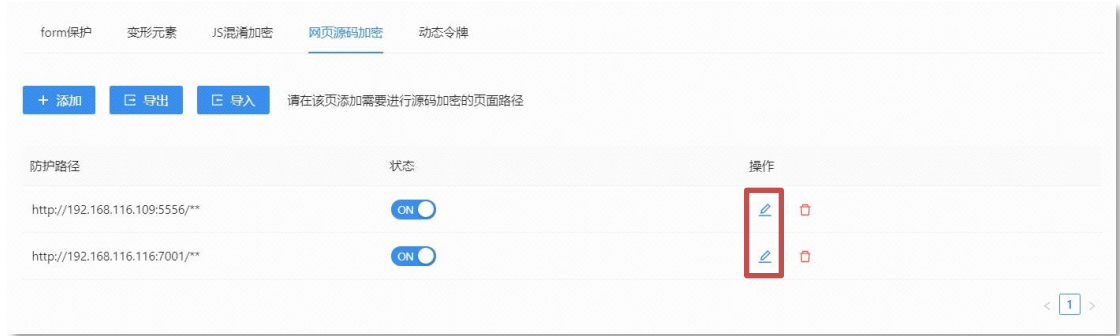 form保护 变形元素 JS混淆加密 网页源码加密 动态令牌
+ 添加 导出 导入 请在该页添加需要进行源码加密的页面路径
防护路径 状态 操作
http://192.168.116.109:5556/** ON
http://192.168.116.116:7001/** ON
< 1 >